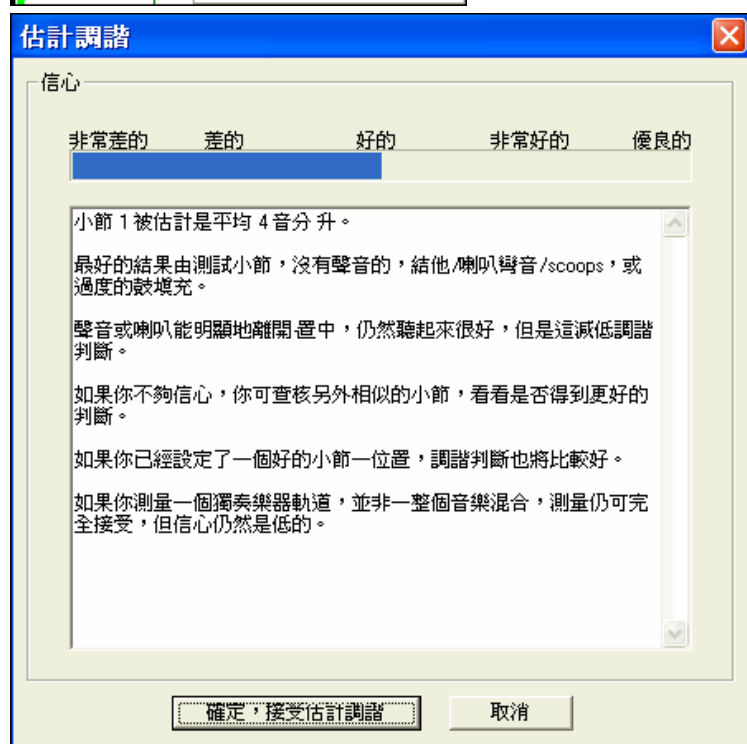 估計調諧
信心
非常差的 差的 好的 非常好的 優良的
小節 1 被估計是平均 4 音分 升。
最好的結果由測試小節，沒有聲音的，結他/喇叭彎音/scoops，或
過度的鼓塡充。
聲音或喇叭能明顯地離開-置中，仍然聽起來很好，但是這減低調諧
判斷。
如果你不夠信心，你可查核另外相似的小節，看看是否得到更好的
判斷。
如果你已經設定了一個好的小節一位置，調諧判斷也將比較好。
如果你測量一個獨奏樂器軌道，並非一整個音樂混合，測量仍可完
全接受，但信心仍然是低的。
確定，接受估計調諧 取消